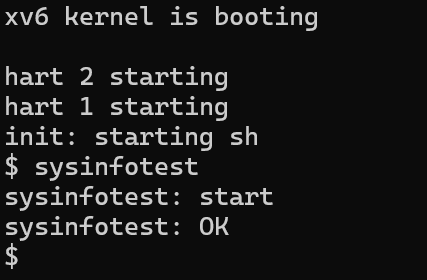 xv6 kernel is booting
hart 2 starting
hart 1 starting
init: starting sh
$ sysinfotest
sysinfotest: start
sysinfotest: OK
$